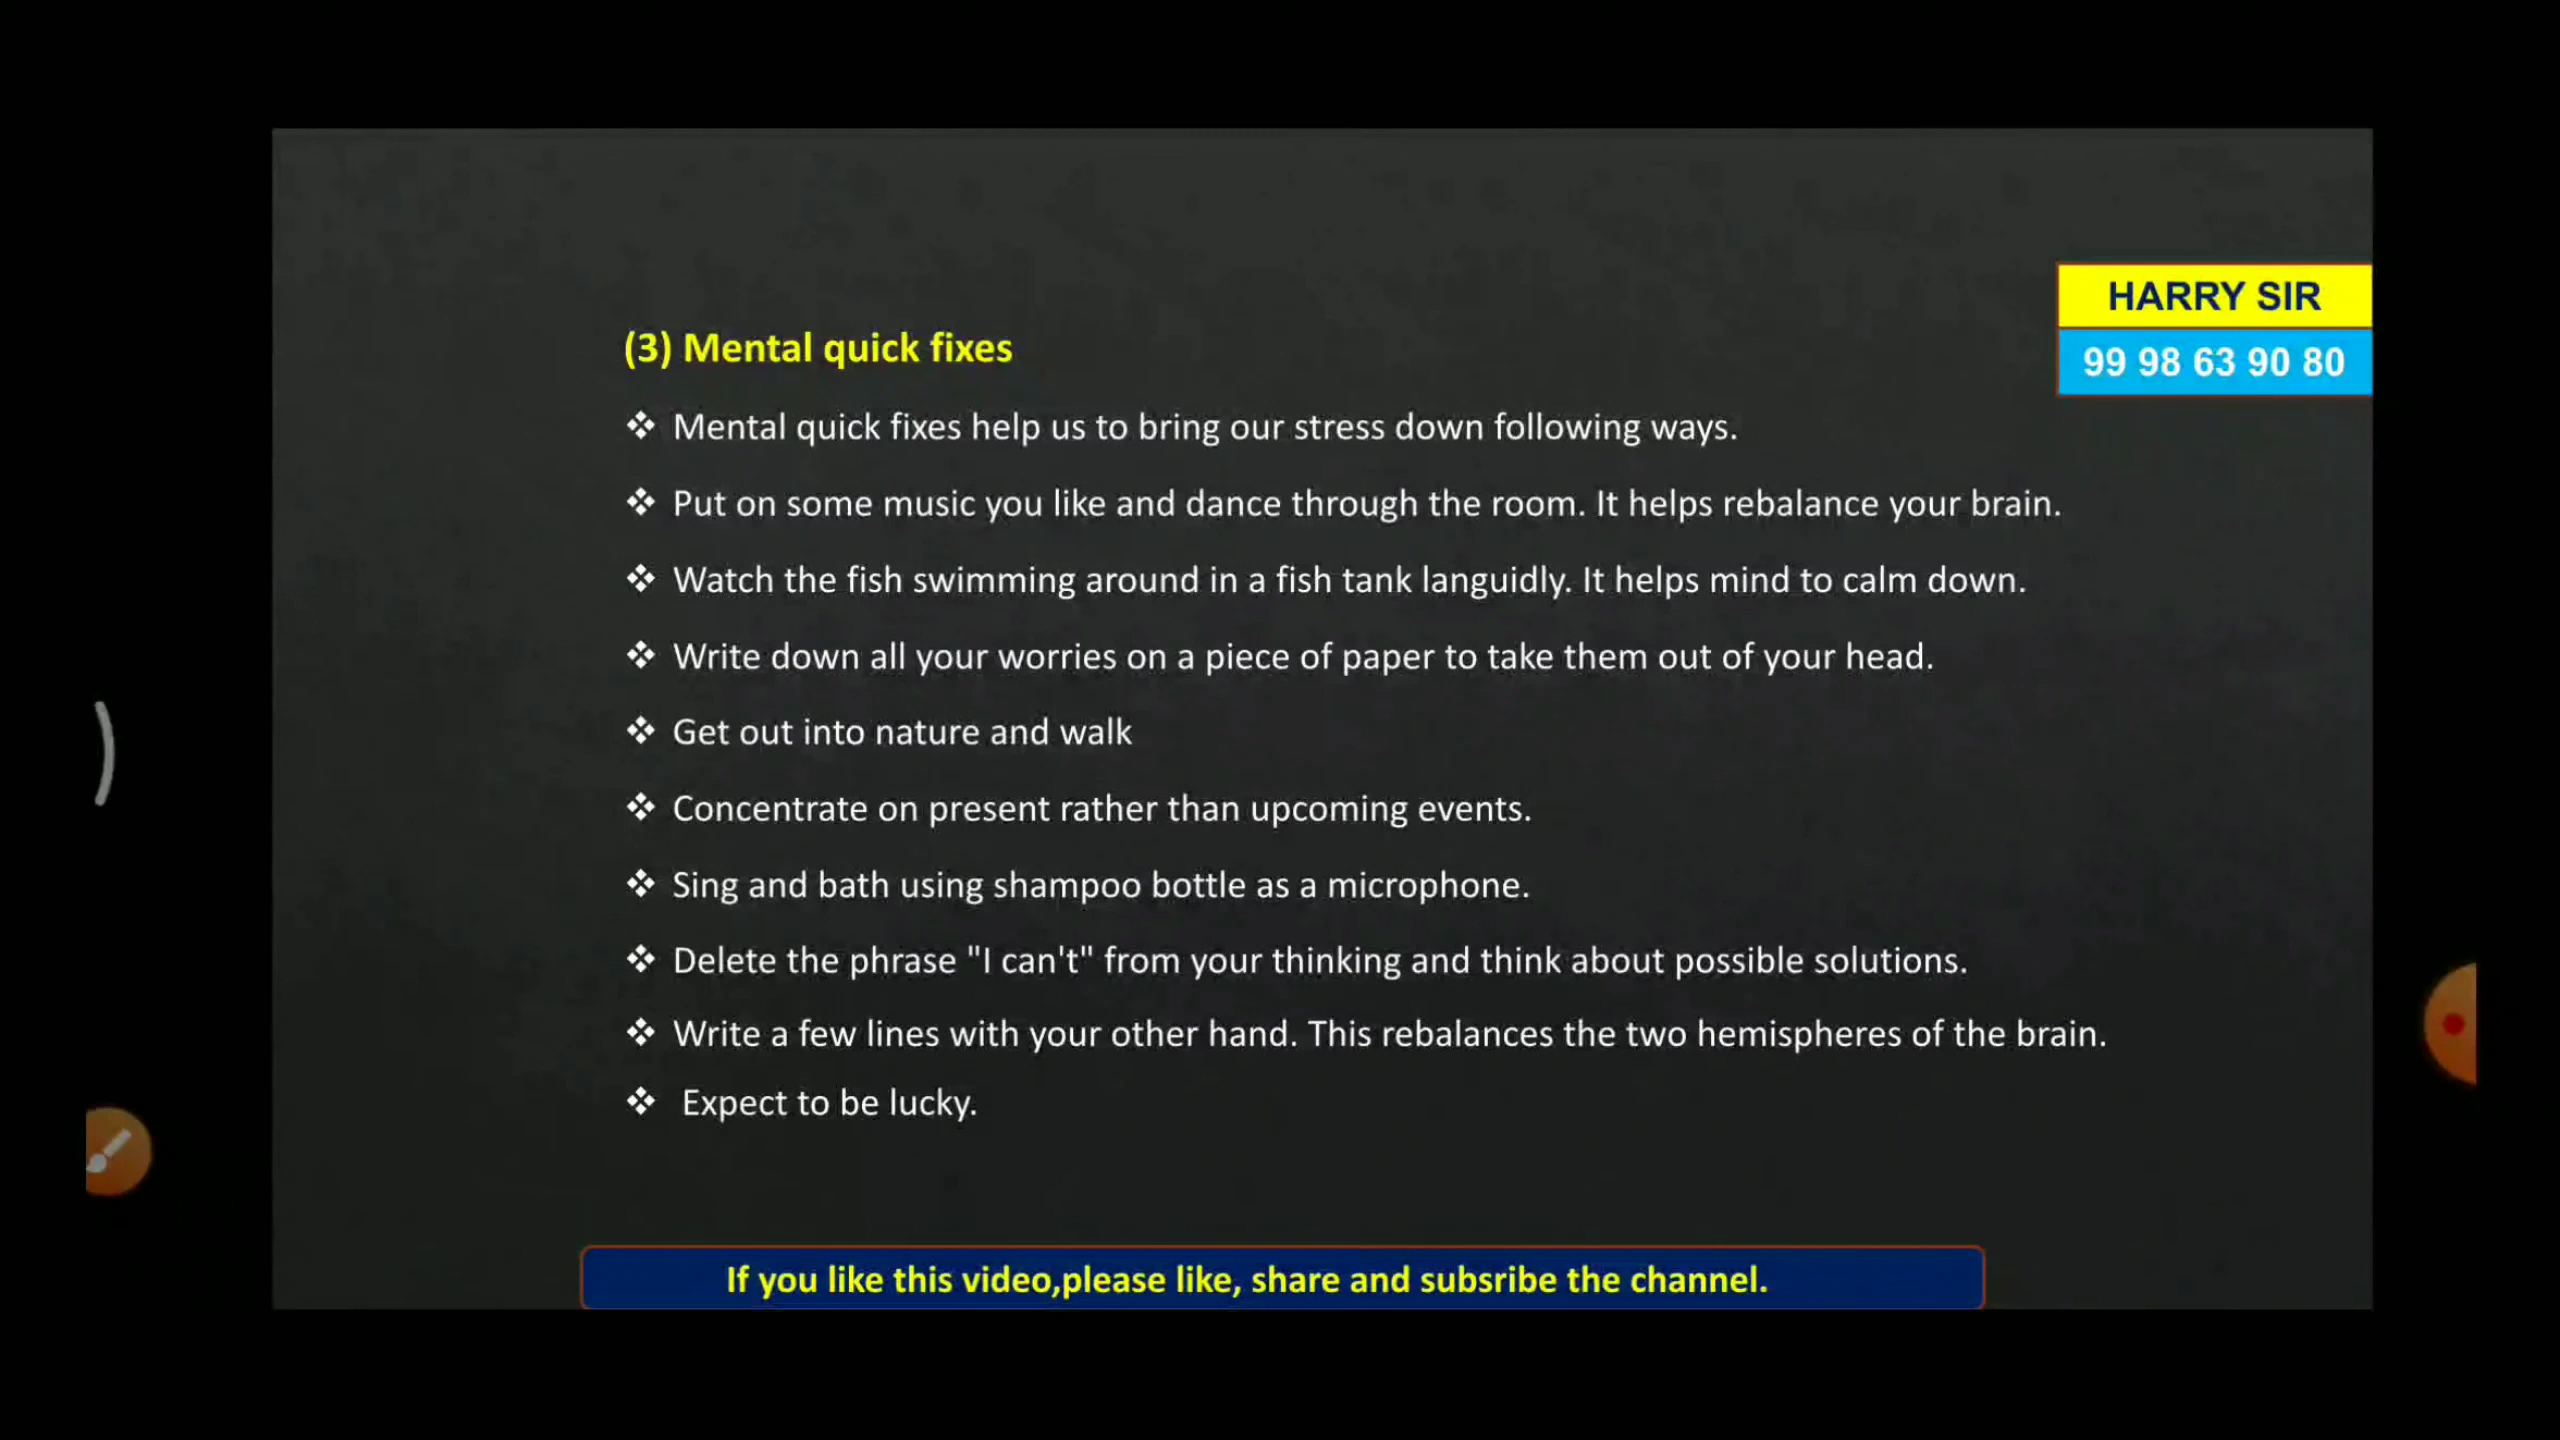 HARRY SIR
99 98 63 90 80
(3) Mental quick fixes
❖ Mental quick fixes help us to bring our stress down following ways.
❖ Put on some music you like and dance through the room. It helps rebalance your brain.
❖ Watch the fish swimming around in a fish tank languidly. It helps mind to calm down.
❖ Write down all your worries on a piece of paper to take them out of your head.
❖ Get out into nature and walk
❖ Concentrate on present rather than upcoming events.
❖ Sing and bath using shampoo bottle as a microphone.
❖ Delete the phrase "I can't" from your thinking and think about possible solutions.
❖ Write a few lines with your other hand. This rebalances the two hemispheres of the brain.
❖ Expect to be lucky.
If you like this video,please like, share and subsribe the channel.